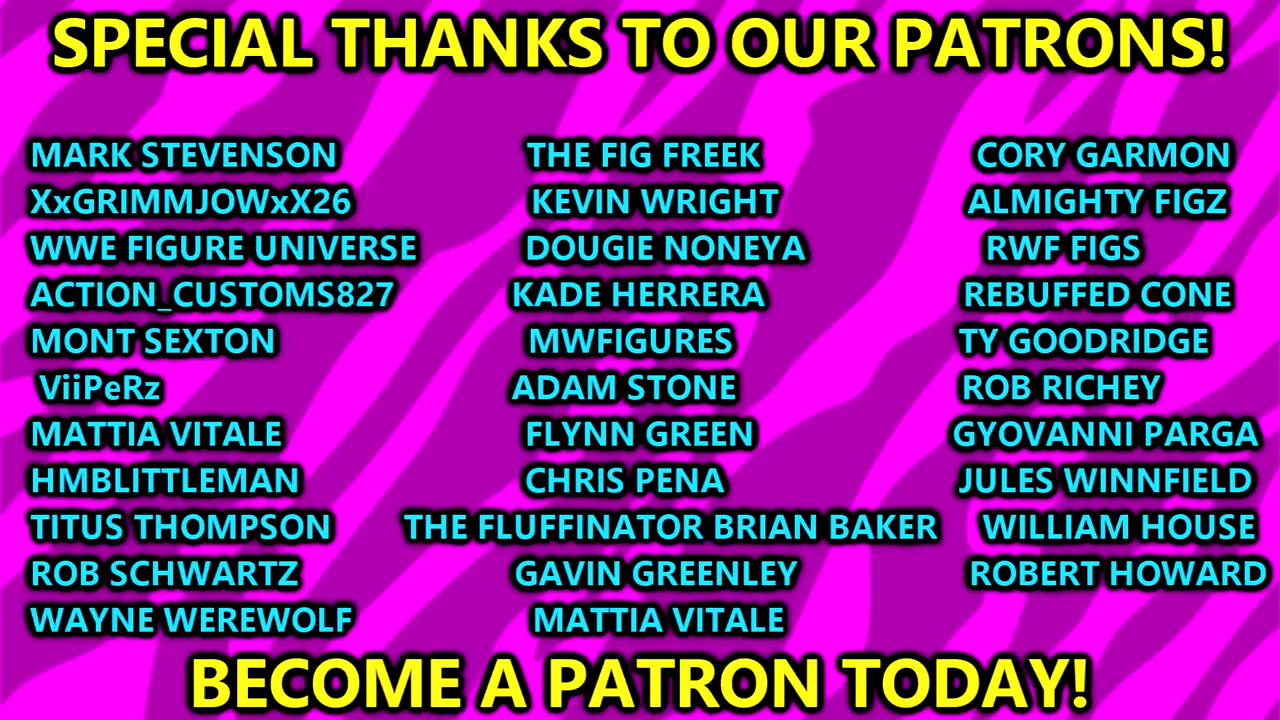 SPECIAL THANKS TO OUR PATRONS!
MARK STEVENSON THE FIG FREEK CORY GARMON
XxGRIMMJOWxX26 KEVIN WRIGHT ALMIGHTY FIGZ
WWE FIGURE UNIVERSE DOUGIE NONEYA RWF FIGS
ACTION_CUSTOMS827 KADE HERRERA REBUFFED CONE
MONT SEXTON MWFIGURES TY GOODRIDGE
ViiPeRz ADAM STONE ROB RICHEY
MATTIA VITALE FLYNN GREEN GYOVANNI PARGA
HMBLITTLEMAN CHRIS PENA JULES WINNFIELD
TITUS THOMPSON THE FLUFFINATOR BRIAN BAKER WILLIAM HOUSE
ROB SCHWARTZ GAVIN GREENLEY ROBERT HOWARD
WAYNE WEREWOLF MATTIA VITALE
BECOME A PATRON TODAY!